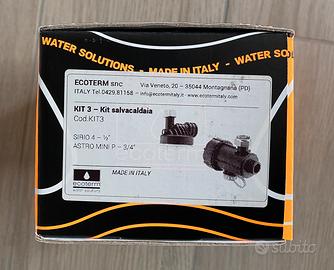 WATER SOLUTIONS - MADE IN ITALY - WATER SO
ECOTERM snc
Via Veneto, 20 – 35044 Montagnana (PD)
ITALY Tel.0429.81158 – info@ecotermitaly.com – www.ecotermitaly.com
KIT 3 – Kit salvacaldaia
Cod.KIT3
SIRIO 4 – ½"
ASTRO MINI P – 3/4"
ecoterm
water solutions
MADE IN ITALY
subito